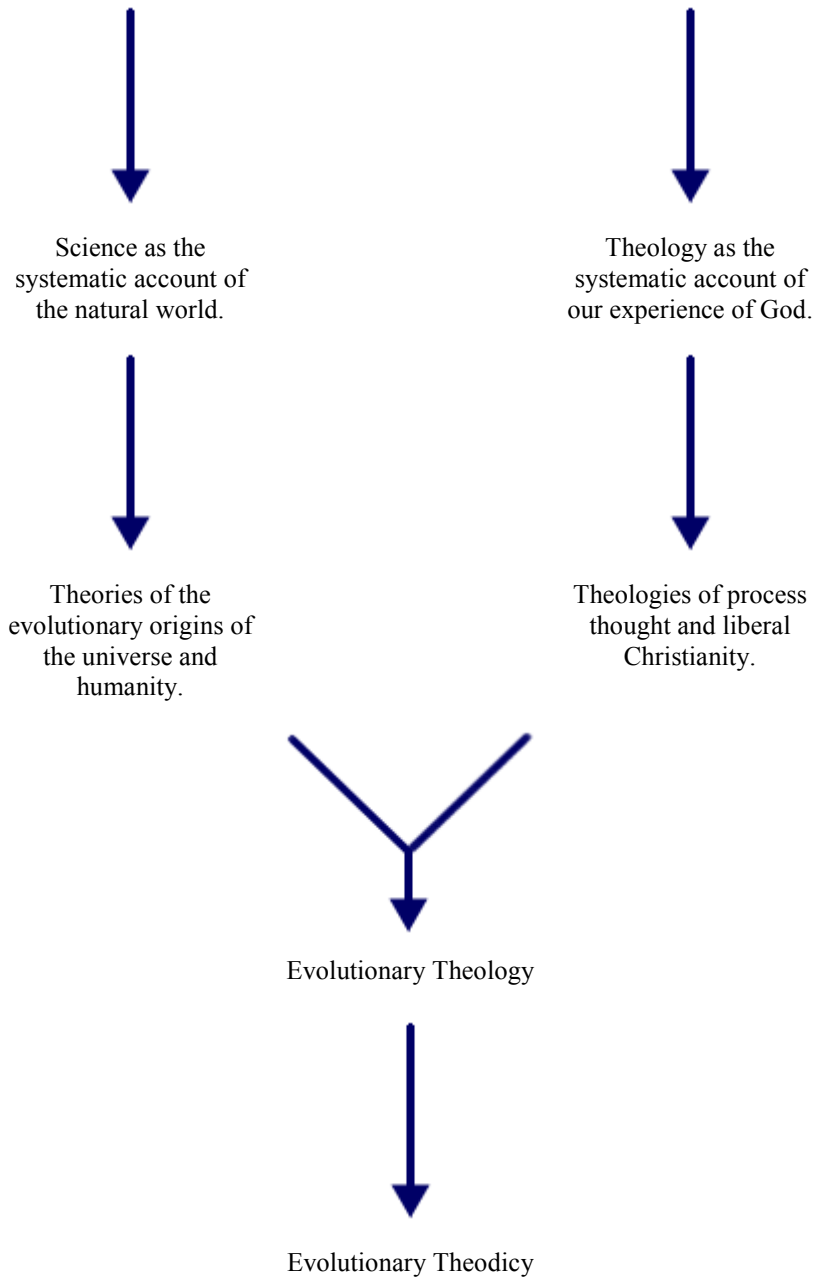 Science as the
systematic account of
the natural world.
Theology as the
systematic account of
our experience of God.
Theories of the
evolutionary origins of
the universe and
humanity.
Theologies of process
thought and liberal
Christianity.
Evolutionary Theology
Evolutionary Theodicy